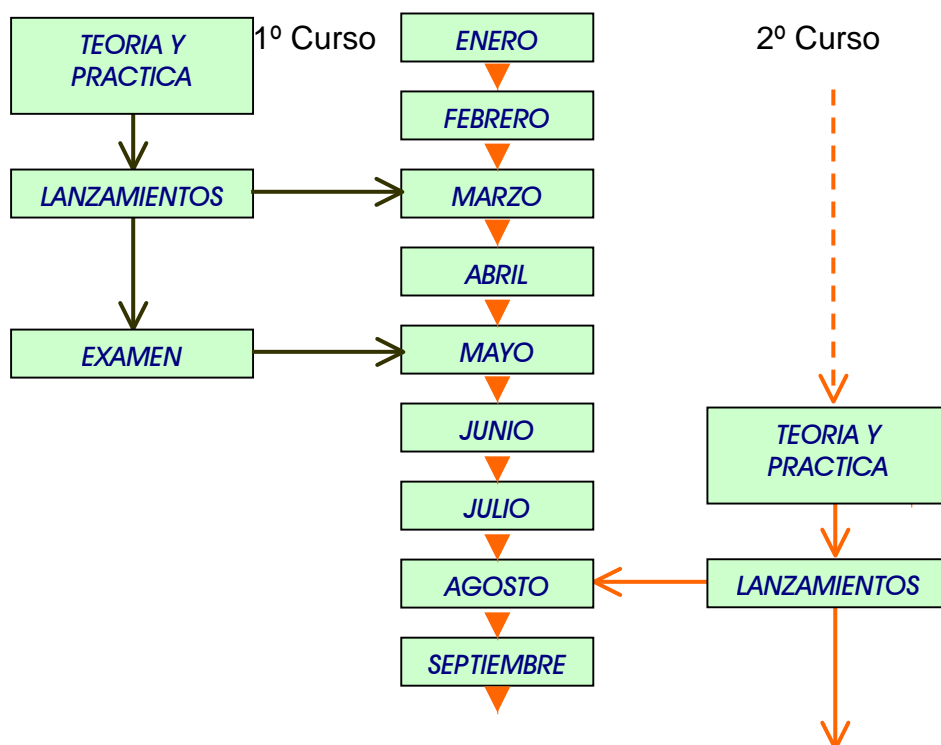 TEORIA Y
PRACTICA
1º Curso
ENERO
2º Curso
FEBRERO
LANZAMIENTOS
MARZO
ABRIL
EXAMEN
MAYO
JUNIO
TEORIA Y
PRACTICA
JULIO
AGOSTO
LANZAMIENTOS
SEPTIEMBRE